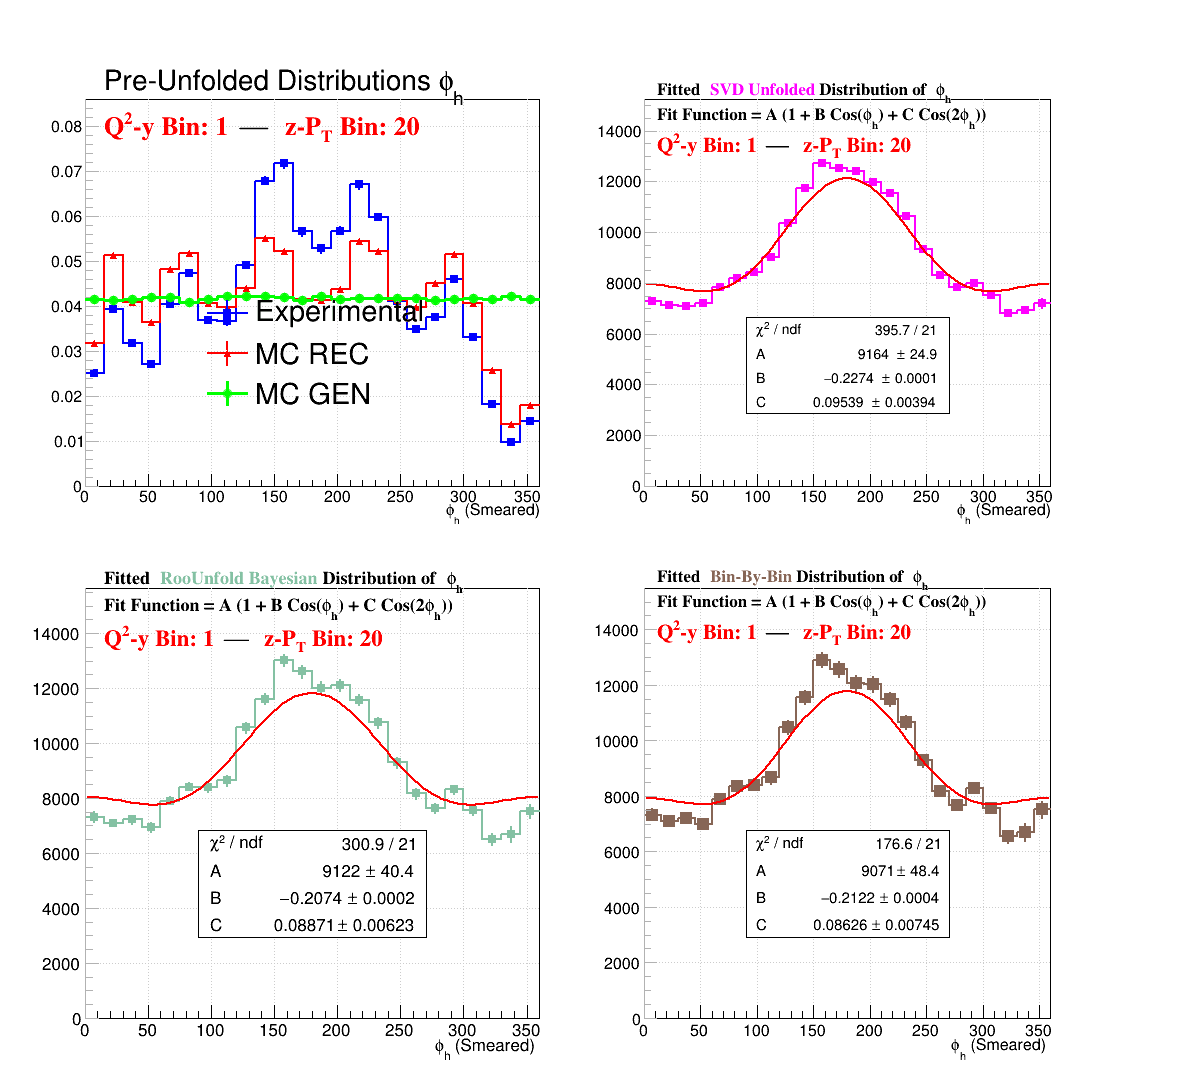 Pre-Unfolded Distributions ϕh
Q2-y Bin: 1 — z-PT Bin: 20
0.08
0.07
0.06
0.05
0.04
0.03
0.02
0.01
0
Experimental
MC REC
MC GEN
0 50 100 150 200 250 300 350
ϕh (Smeared)
Fitted SVD Unfolded Distribution of ϕh
Fit Function = A (1 + B Cos(ϕh) + C Cos(2ϕh))
Q2-y Bin: 1 — z-PT Bin: 20
14000
12000
10000
8000
6000
4000
2000
0
χ2 / ndf 395.7 / 21
A 9164 ± 24.9
B −0.2274 ± 0.0001
C 0.09539 ± 0.00394
0 50 100 150 200 250 300 350
ϕh (Smeared)
Fitted RooUnfold Bayesian Distribution of ϕh
Fit Function = A (1 + B Cos(ϕh) + C Cos(2ϕh))
Q2-y Bin: 1 — z-PT Bin: 20
14000
12000
10000
8000
6000
4000
2000
0
χ2 / ndf 300.9 / 21
A 9122 ± 40.4
B −0.2074 ± 0.0002
C 0.08871 ± 0.00623
0 50 100 150 200 250 300 350
ϕh (Smeared)
Fitted Bin-By-Bin Distribution of ϕh
Fit Function = A (1 + B Cos(ϕh) + C Cos(2ϕh))
Q2-y Bin: 1 — z-PT Bin: 20
14000
12000
10000
8000
6000
4000
2000
0
χ2 / ndf 176.6 / 21
A 9071 ± 48.4
B −0.2122 ± 0.0004
C 0.08626 ± 0.00745
0 50 100 150 200 250 300 350
ϕh (Smeared)